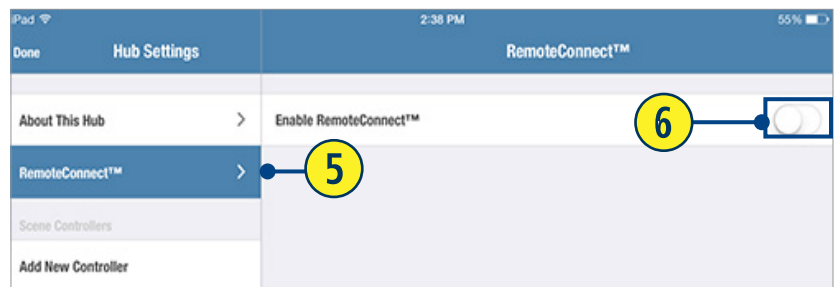 iPad 2:38 PM 55%
Done Hub Settings RemoteConnect™
About This Hub > Enable RemoteConnect™ 6
RemoteConnect™ > 5
Scene Controllers
Add New Controller